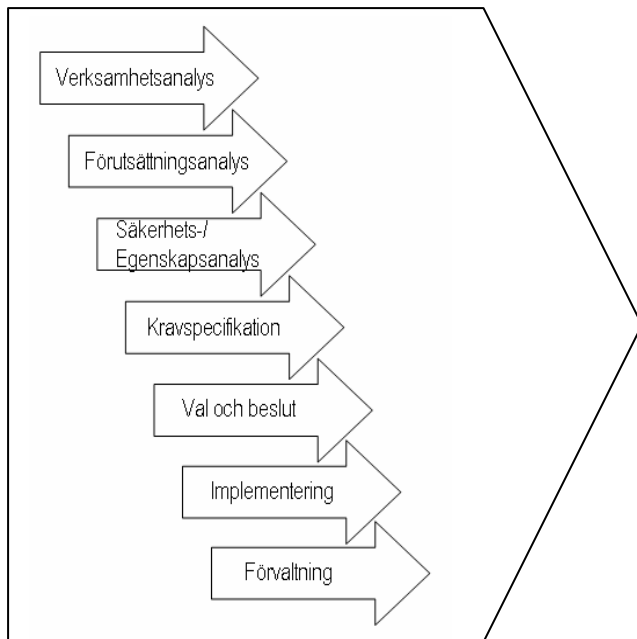 Verksamhetsanalys
Förutsättningsanalys
Säkerhets-/
Egenskapsanalys
Kravspecifikation
Val och beslut
Implementering
Förvaltning